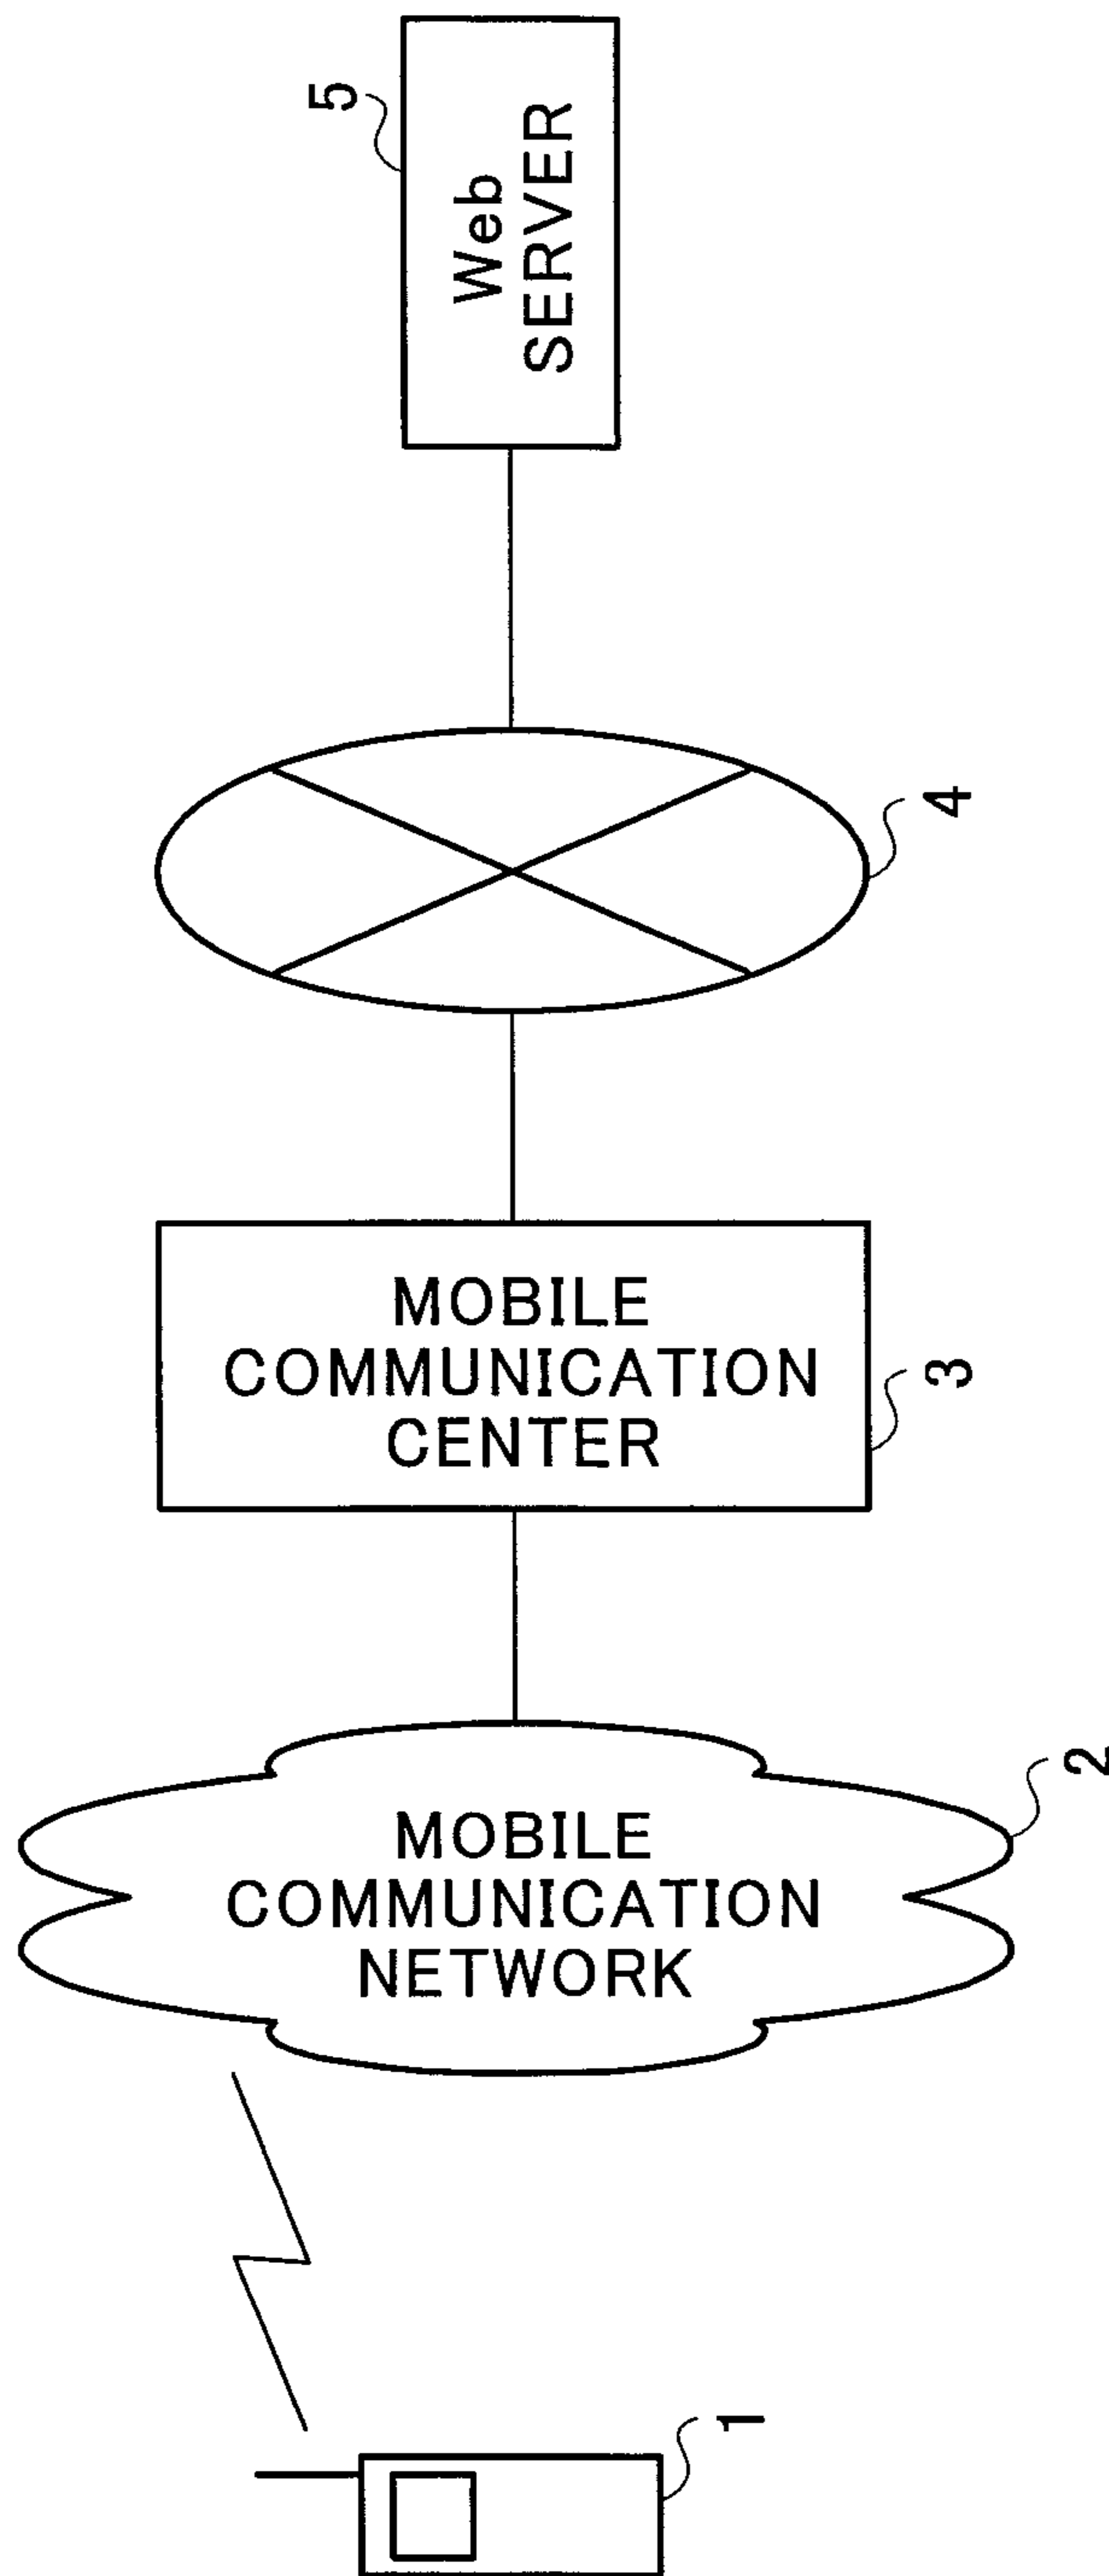 5
Web
SERVER
4
MOBILE
COMMUNICATION
CENTER
3
MOBILE
COMMUNICATION
NETWORK
2
1